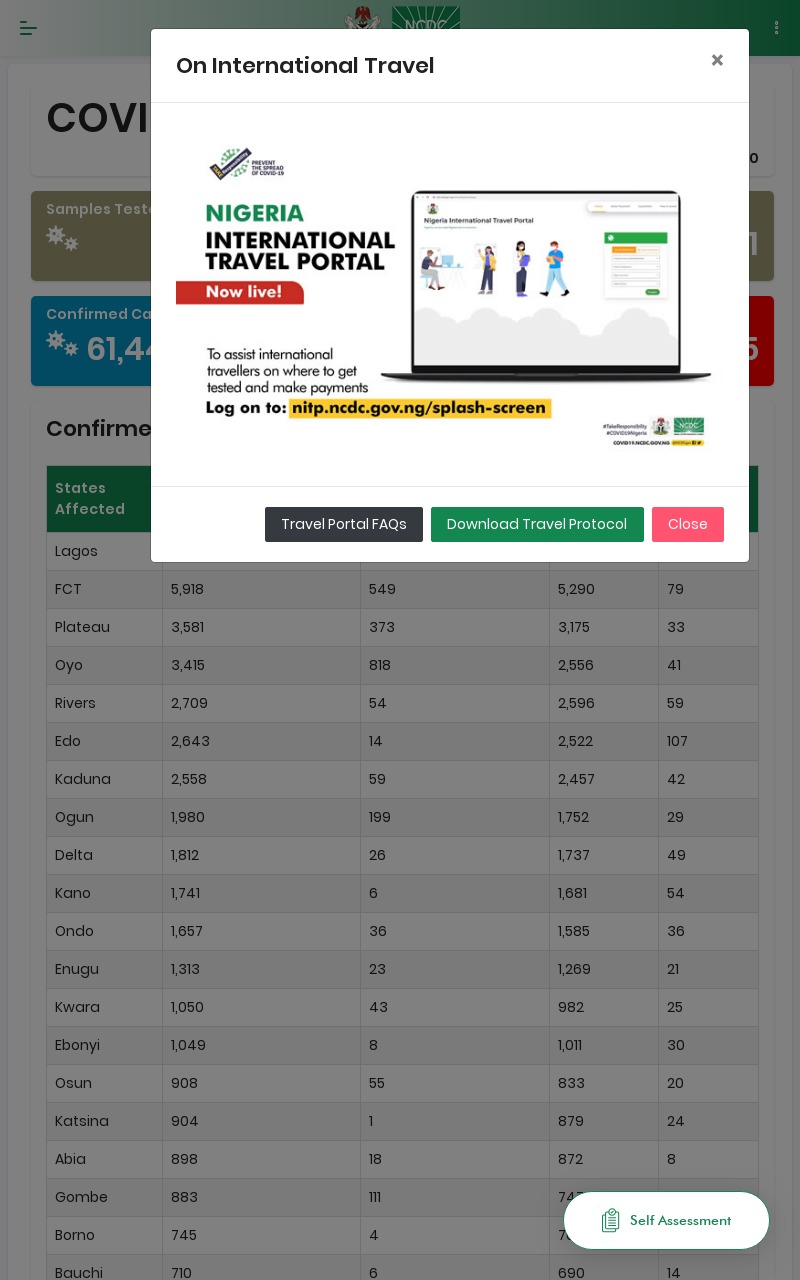 NCDC
On International Travel
×
COVI
0
PREVENT
THE SPREAD
OF COVID-19
NIGERIA
INTERNATIONAL
TRAVEL PORTAL
Now live!
Nigeria International Travel Portal
To assist international
travellers on where to get
tested and make payments
Log on to: nitp.ncdc.gov.ng/splash-screen
#TakeResponsibility
#COVID19Nigeria
NCDC
COVID19.NCDC.GOV.NG
Travel Portal FAQs
Download Travel Protocol
Close
Samples Teste
1
Confirmed Ca
61,44
5
Confirme
States
Affected
Lagos
FCT 5,918 549 5,290 79
Plateau 3,581 373 3,175 33
Oyo 3,415 818 2,556 41
Rivers 2,709 54 2,596 59
Edo 2,643 14 2,522 107
Kaduna 2,558 59 2,457 42
Ogun 1,980 199 1,752 29
Delta 1,812 26 1,737 49
Kano 1,741 6 1,681 54
Ondo 1,657 36 1,585 36
Enugu 1,313 23 1,269 21
Kwara 1,050 43 982 25
Ebonyi 1,049 8 1,011 30
Osun 908 55 833 20
Katsina 904 1 879 24
Abia 898 18 872 8
Gombe 883 111
Self Assessment
Borno 745 4
Bauchi 710 6 690 14